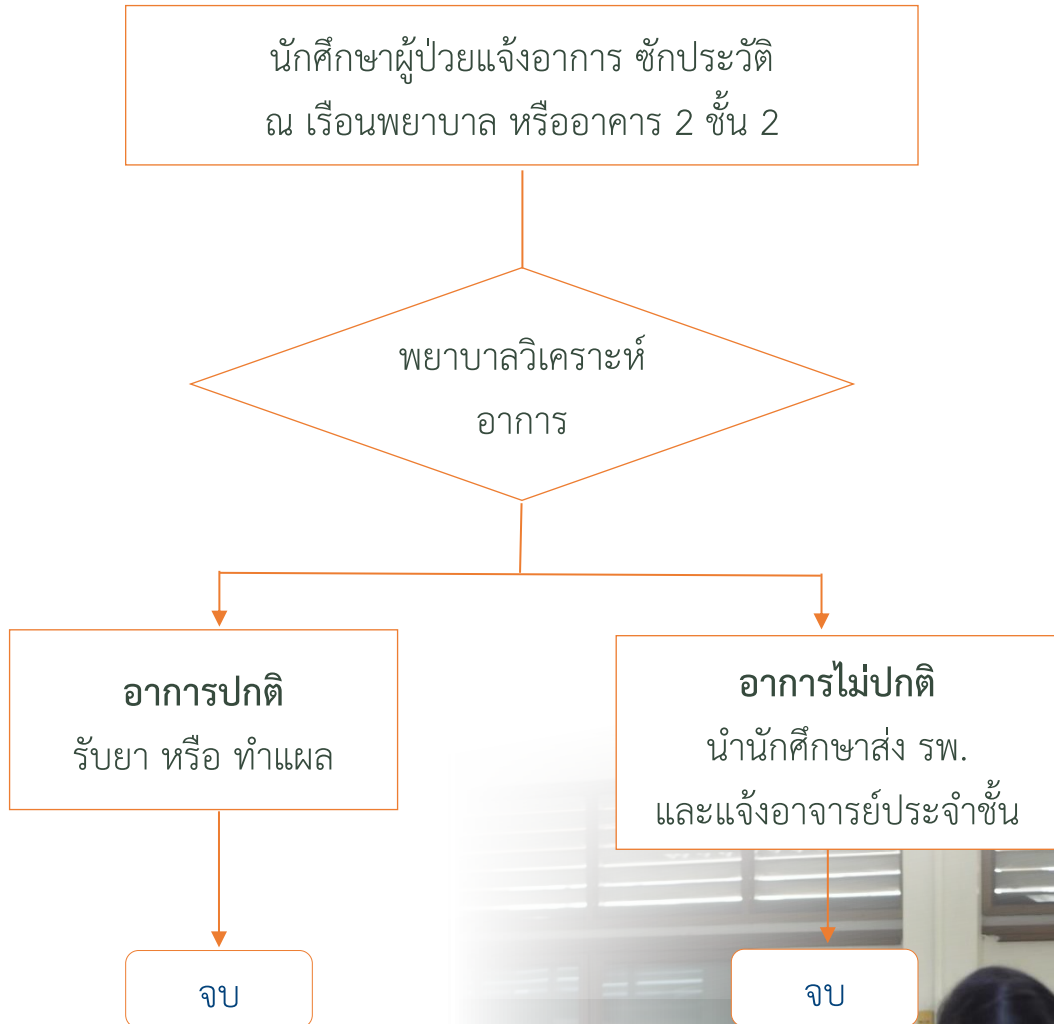 นักศึกษาผู้ป่วยแจ้งอาการ ซักประวัติ
ณ เรือนพยาบาล หรืออาคาร 2 ชั้น 2
พยาบาลวิเคราะห์
อาการ
อาการปกติ
รับยา หรือ ทำแผล
อาการไม่ปกติ
นำนักศึกษาส่ง รพ.
และแจ้งอาจารย์ประจำชั้น
จบ
จบ